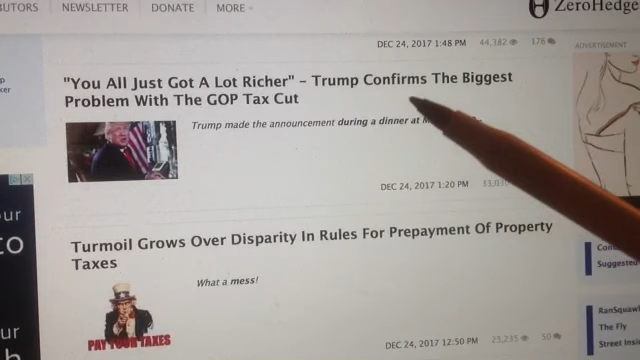 BUTORS NEWSLETTER DONATE MORE
ZeroHedge
DEC 24, 2017 1:48 PM 44,382 176
ADVERTISEMENT
"You All Just Got A Lot Richer" – Trump Confirms The Biggest
Problem With The GOP Tax Cut
Trump made the announcement during a dinner at
DEC 24, 2017 1:20 PM
Turmoil Grows Over Disparity In Rules For Prepayment Of Property
Taxes
What a mess!
PAY YOUR TAXES
DEC 24, 2017 12:50 PM 23,235 50
Suggested
RanSquawk
The Fly
Street Insi